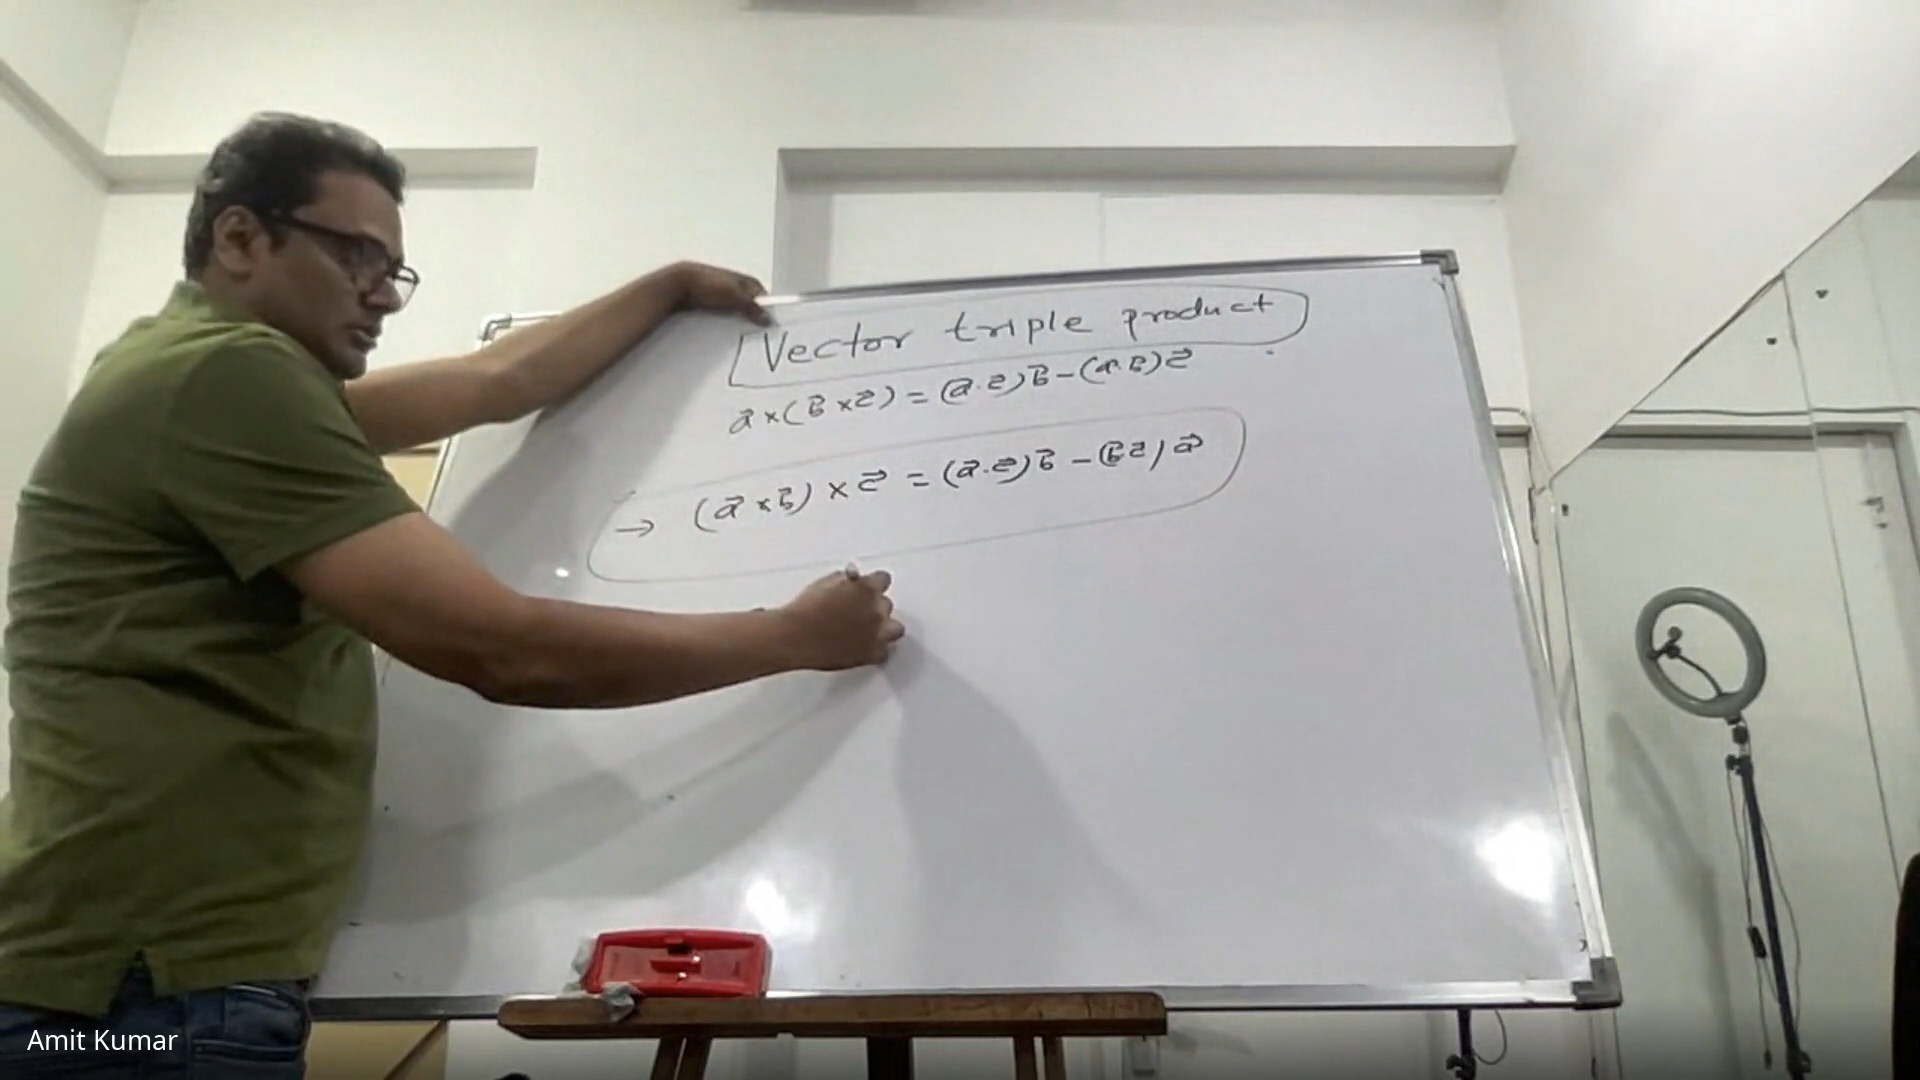 Vector triple product
a⃗ × (b⃗ × c⃗) = (a⃗ . c⃗) b⃗ - (a⃗ . b⃗) c⃗
→ (a⃗ × b⃗) × c⃗ = (a⃗ . c⃗) b⃗ - (b⃗ c⃗) a⃗
Amit Kumar